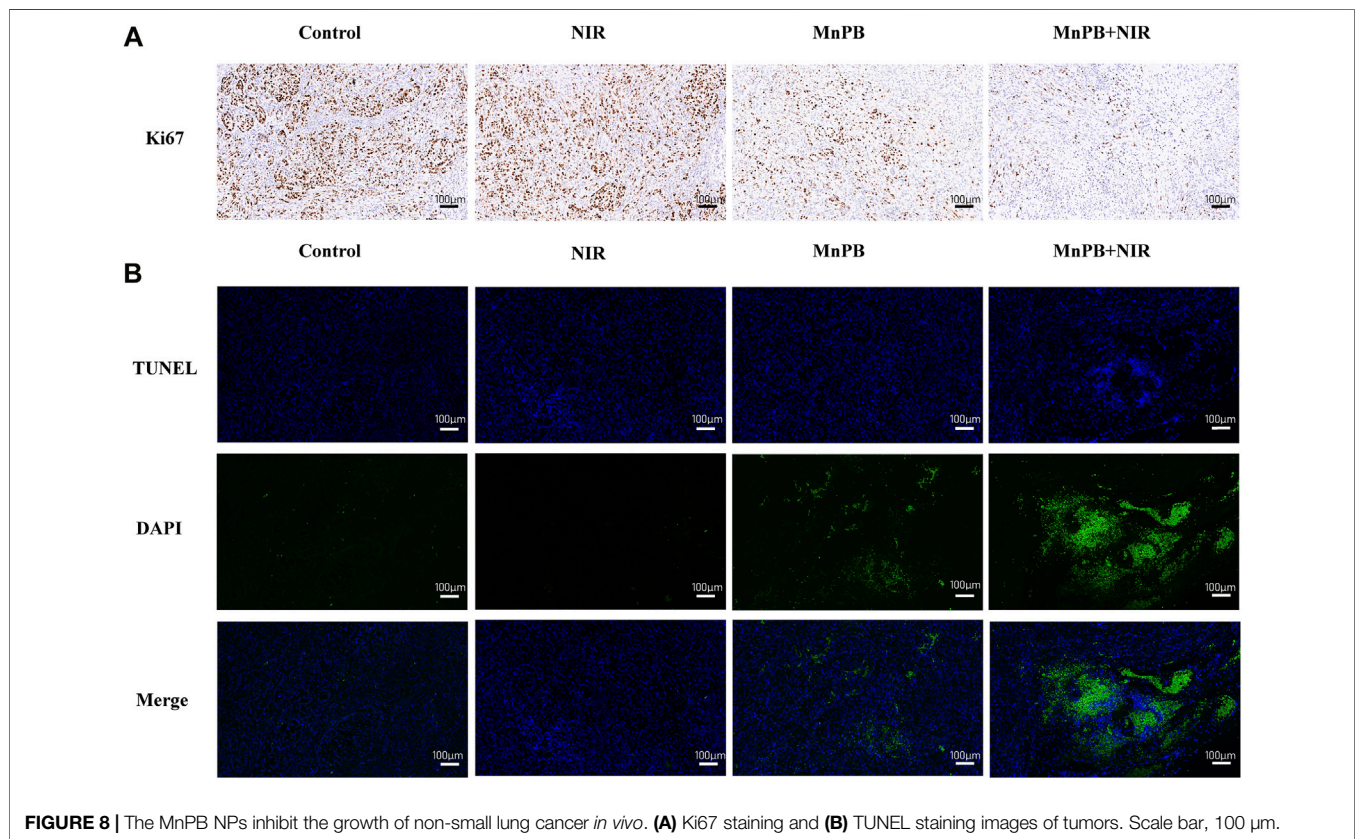 A
Control NIR MnPB MnPB+NIR
Ki67
100μm 100μm 100μm 100μm
Control NIR MnPB MnPB+NIR
B
TUNEL
100μm 100μm 100μm 100μm
DAPI
100μm 100μm 100μm 100μm
Merge
100μm 100μm 100μm 100μm
FIGURE 8 | The MnPB NPs inhibit the growth of non-small lung cancer in vivo. (A) Ki67 staining and (B) TUNEL staining images of tumors. Scale bar, 100 μm.